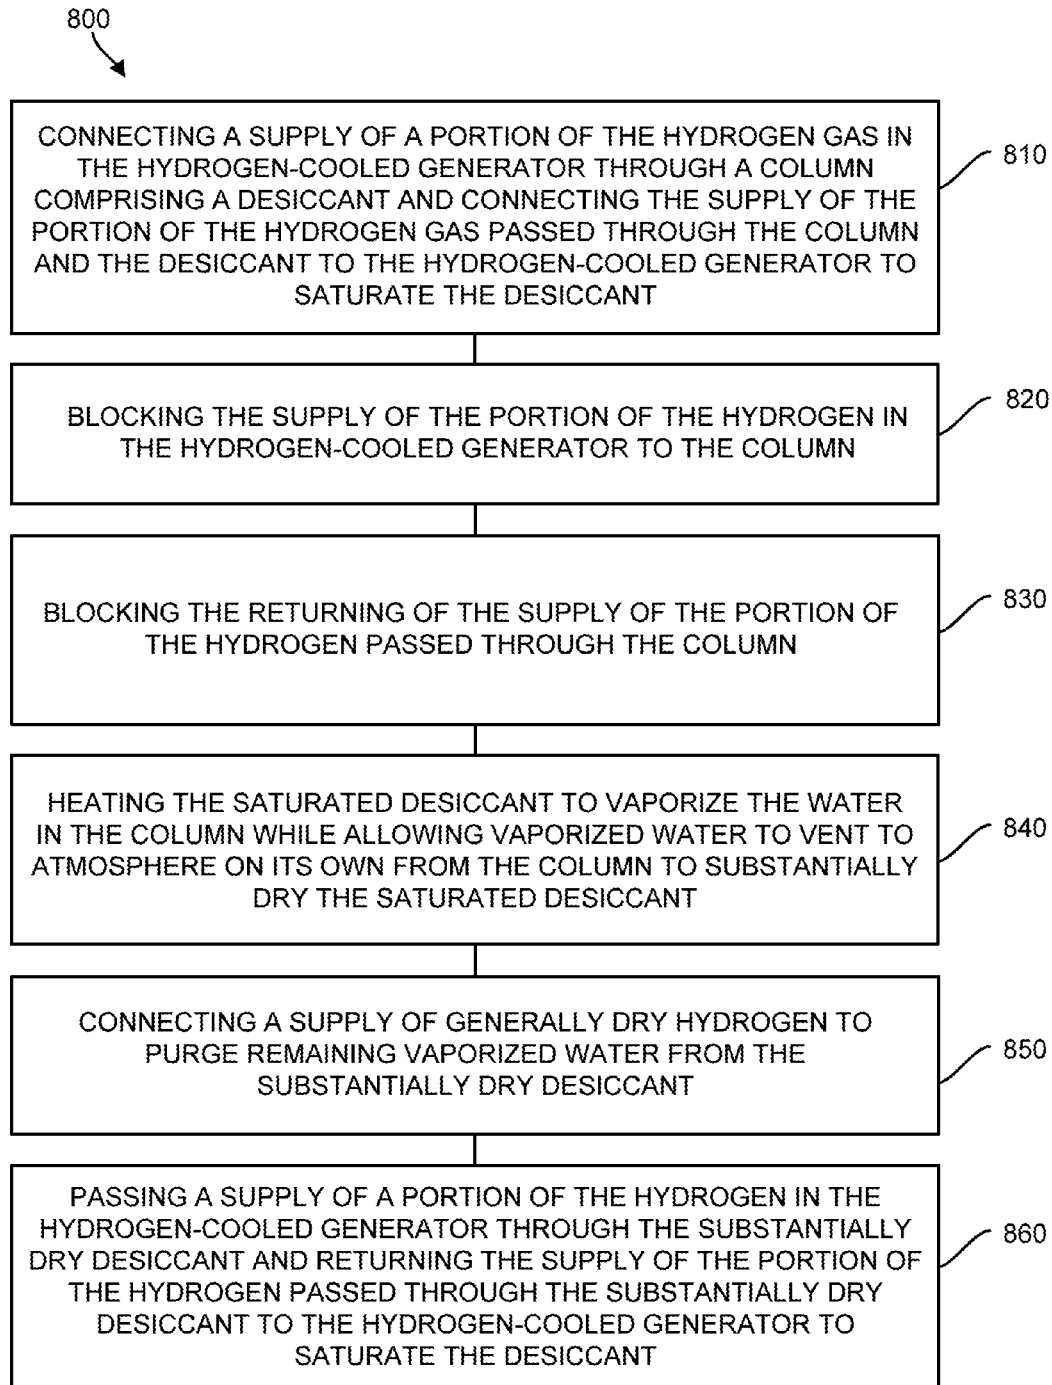 800
CONNECTING A SUPPLY OF A PORTION OF THE HYDROGEN GAS IN
THE HYDROGEN-COOLED GENERATOR THROUGH A COLUMN
COMPRISING A DESICCANT AND CONNECTING THE SUPPLY OF THE
PORTION OF THE HYDROGEN GAS PASSED THROUGH THE COLUMN
AND THE DESICCANT TO THE HYDROGEN-COOLED GENERATOR TO
SATURATE THE DESICCANT
810
BLOCKING THE SUPPLY OF THE PORTION OF THE HYDROGEN IN
THE HYDROGEN-COOLED GENERATOR TO THE COLUMN
820
BLOCKING THE RETURNING OF THE SUPPLY OF THE PORTION OF
THE HYDROGEN PASSED THROUGH THE COLUMN
830
HEATING THE SATURATED DESICCANT TO VAPORIZE THE WATER
IN THE COLUMN WHILE ALLOWING VAPORIZED WATER TO VENT TO
ATMOSPHERE ON ITS OWN FROM THE COLUMN TO SUBSTANTIALLY
DRY THE SATURATED DESICCANT
840
CONNECTING A SUPPLY OF GENERALLY DRY HYDROGEN TO
PURGE REMAINING VAPORIZED WATER FROM THE
SUBSTANTIALLY DRY DESICCANT
850
PASSING A SUPPLY OF A PORTION OF THE HYDROGEN IN THE
HYDROGEN-COOLED GENERATOR THROUGH THE SUBSTANTIALLY
DRY DESICCANT AND RETURNING THE SUPPLY OF THE PORTION OF
THE HYDROGEN PASSED THROUGH THE SUBSTANTIALLY DRY
DESICCANT TO THE HYDROGEN-COOLED GENERATOR TO
SATURATE THE DESICCANT
860